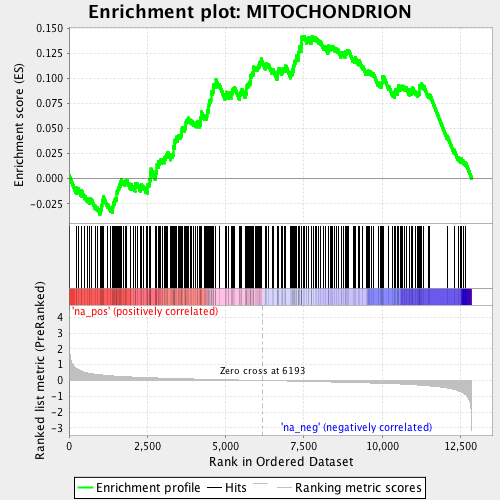 Enrichment plot: MITOCHONDRION
Enrichment score (ES)
0.150
0.125
0.100
0.075
0.050
0.025
0.000
-0.025
'na_pos' (positively correlated)
Ranked list metric (PreRanked)
4
3
2
1
0
-1
-2
-3
Zero cross at 6193
'na_neg' (negatively correlated)
0
2,500
5,000
7,500
10,000
12,500
Rank in Ordered Dataset
Enrichment profile
Hits
Ranking metric scores